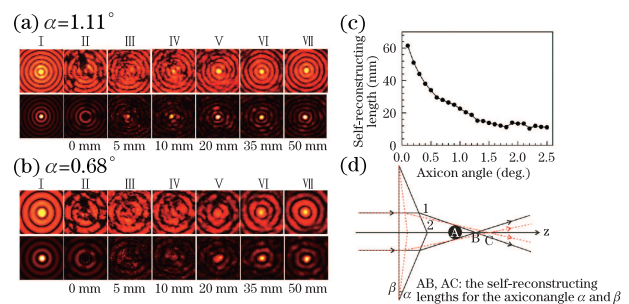 (a) α=1.11°
Ⅰ Ⅱ Ⅲ Ⅳ Ⅴ Ⅵ Ⅶ
0 mm 5 mm 10 mm 20 mm 35 mm 50 mm
(b) α=0.68°
Ⅰ Ⅱ Ⅲ Ⅳ Ⅴ Ⅵ Ⅶ
0 mm 5 mm 10 mm 20 mm 35 mm 50 mm
(c)
Self-reconstructing
length (mm)
60
40
20
0
0.0 0.5 1.0 1.5 2.0 2.5
Axicon angle (deg.)
(d)
1
2
A
B
C
z
β
α
AB, AC: the self-reconstructing
lengths for the axiconangle α and β